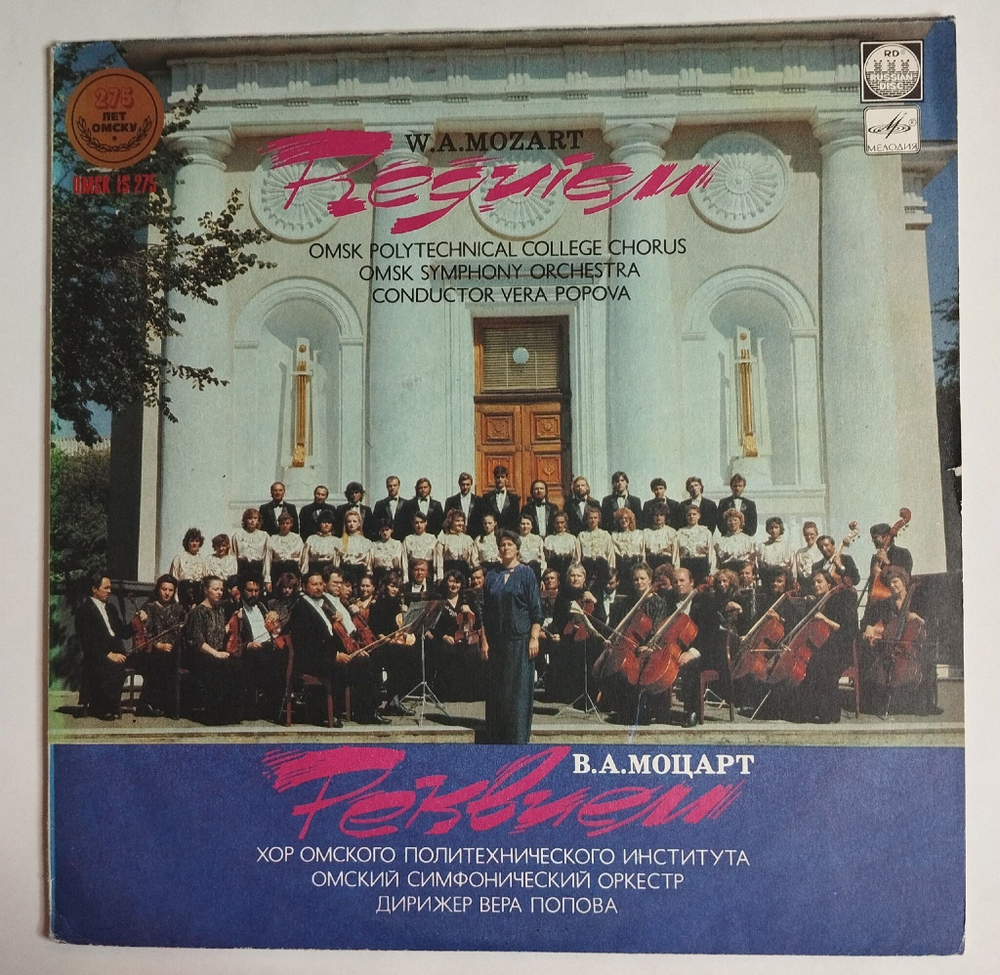 275
ЛЕТ
ОМСКУ
OMSK IS 275
RD®
RUSSIAN
DISC
МЕЛОДИЯ
W.A.MOZART
Requiem
OMSK POLYTECHNICAL COLLEGE CHORUS
OMSK SYMPHONY ORCHESTRA
CONDUCTOR VERA POPOVA
В.А.МОЦАРТ
Реквием
ХОР ОМСКОГО ПОЛИТЕХНИЧЕСКОГО ИНСТИТУТА
ОМСКИЙ СИМФОНИЧЕСКИЙ ОРКЕСТР
ДИРИЖЕР ВЕРА ПОПОВА